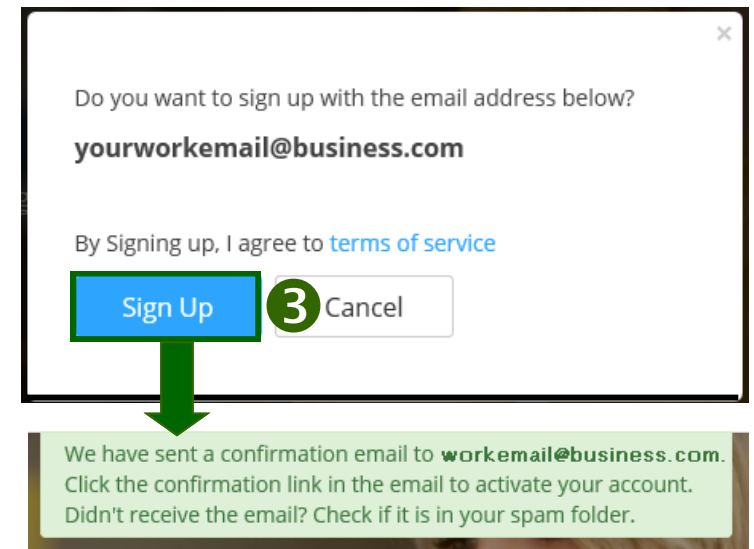 ×
Do you want to sign up with the email address below?
yourworkemail@business.com
By Signing up, I agree to terms of service
Sign Up 3 Cancel
We have sent a confirmation email to workemail@business.com.
Click the confirmation link in the email to activate your account.
Didn't receive the email? Check if it is in your spam folder.